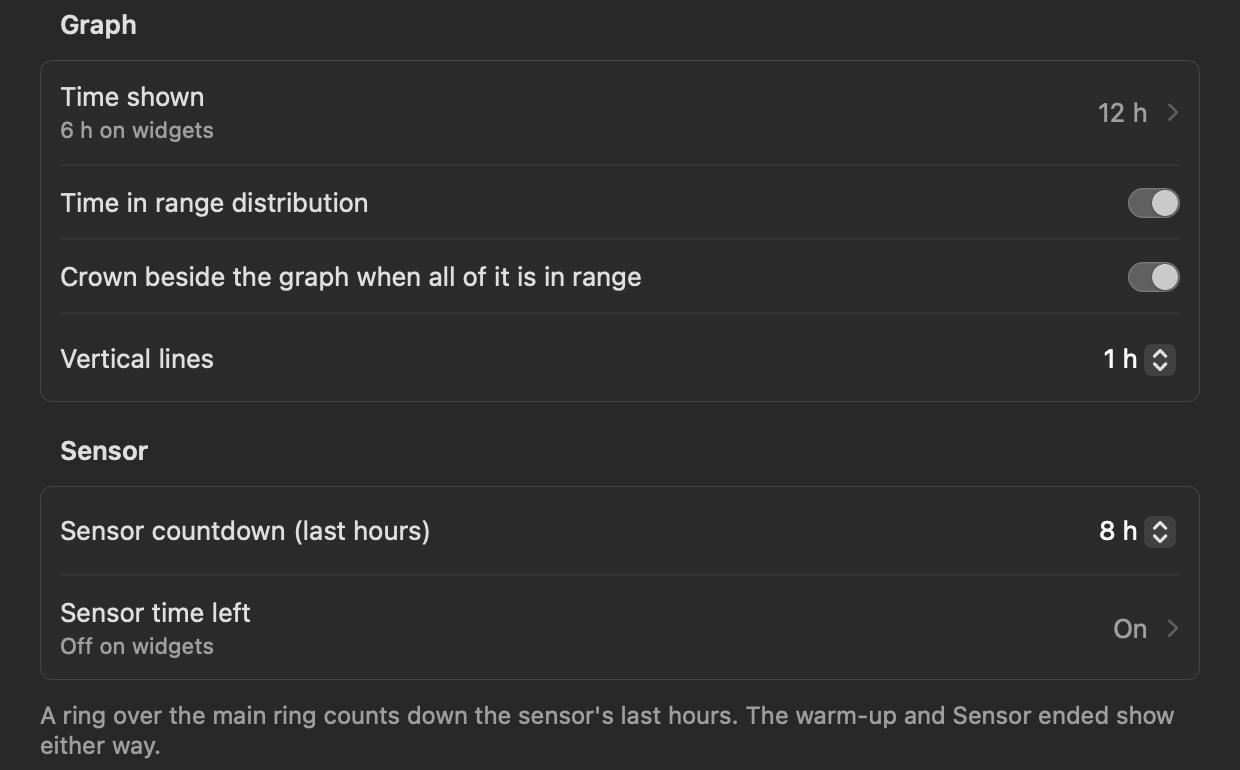 Graph
Time shown
6 h on widgets
12 h
Time in range distribution
Crown beside the graph when all of it is in range
Vertical lines
1 h
Sensor
Sensor countdown (last hours)
8 h
Sensor time left
Off on widgets
On
A ring over the main ring counts down the sensor's last hours. The warm-up and Sensor ended show
either way.